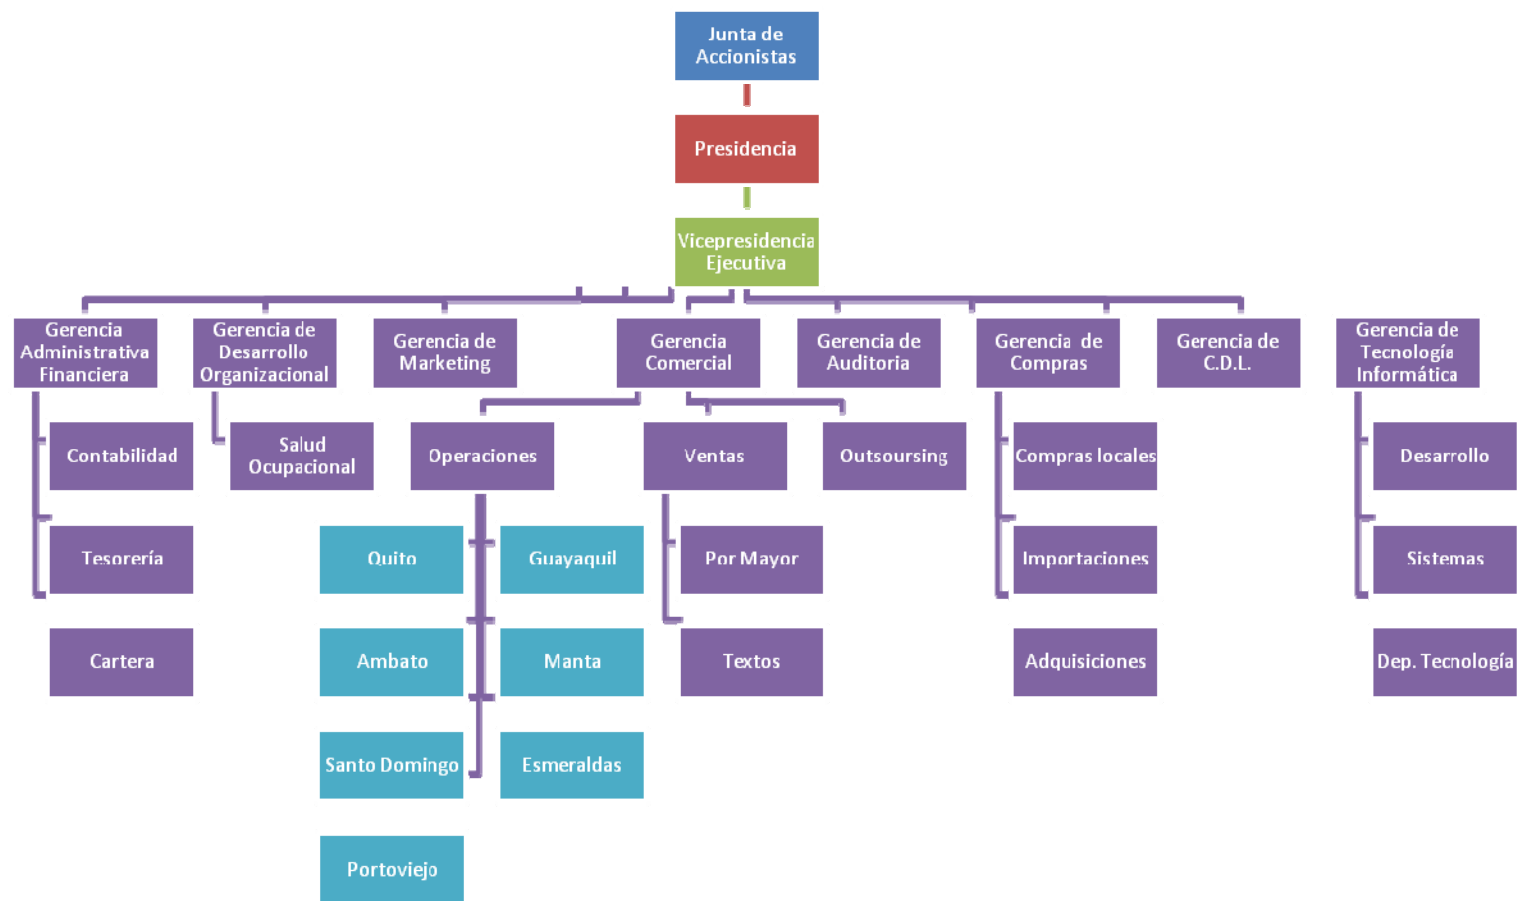 Junta de
Accionistas
Presidencia
Vicepresidencia
Ejecutiva
Gerencia
Administrativa
Financiera
Gerencia de
Desarrollo
Organizacional
Gerencia de
Marketing
Gerencia
Comercial
Gerencia de
Auditoria
Gerencia de
Compras
Gerencia de
C.D.L.
Gerencia de
Tecnología
Informática
Contabilidad
Salud
Ocupacional
Operaciones
Ventas
Outsoursing
Compras locales
Desarrollo
Tesorería
Quito
Guayaquil
Por Mayor
Importaciones
Sistemas
Cartera
Ambato
Manta
Textos
Adquisiciones
Dep. Tecnología
Santo Domingo
Esmeraldas
Portoviejo